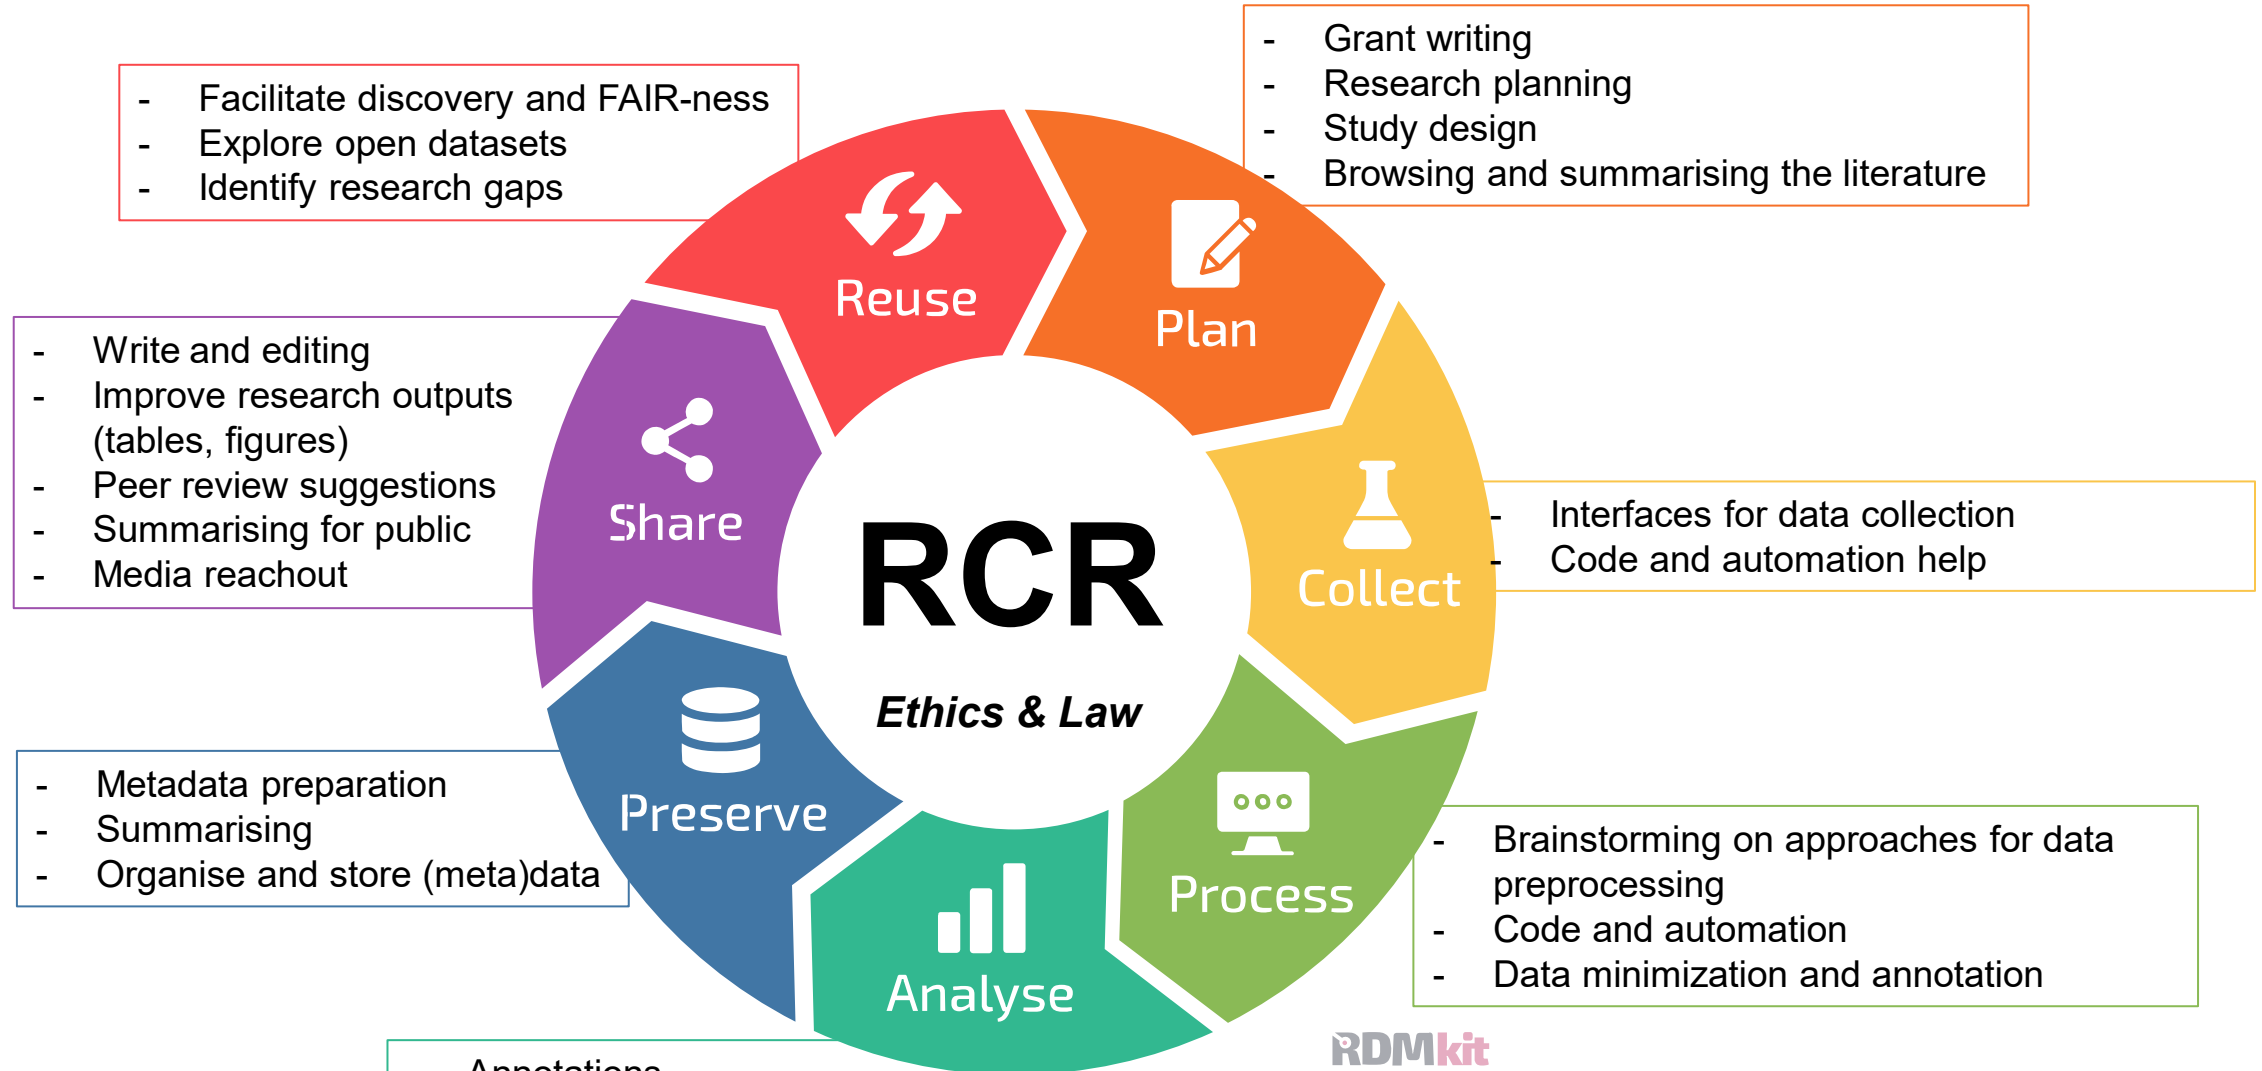 - Grant writing
- Research planning
- Study design
- Browsing and summarising the literature
- Facilitate discovery and FAIR-ness
- Explore open datasets
- Identify research gaps
Reuse
Plan
- Write and editing
- Improve research outputs
(tables, figures)
- Peer review suggestions
- Summarising for public
- Media reachout
Share
Collect
- Interfaces for data collection
- Code and automation help
RCR
Ethics & Law
- Metadata preparation
- Summarising
- Organise and store (meta)data
Preserve
Process
- Brainstorming on approaches for data
preprocessing
- Code and automation
- Data minimization and annotation
Analyse
RDMkit
Annotations